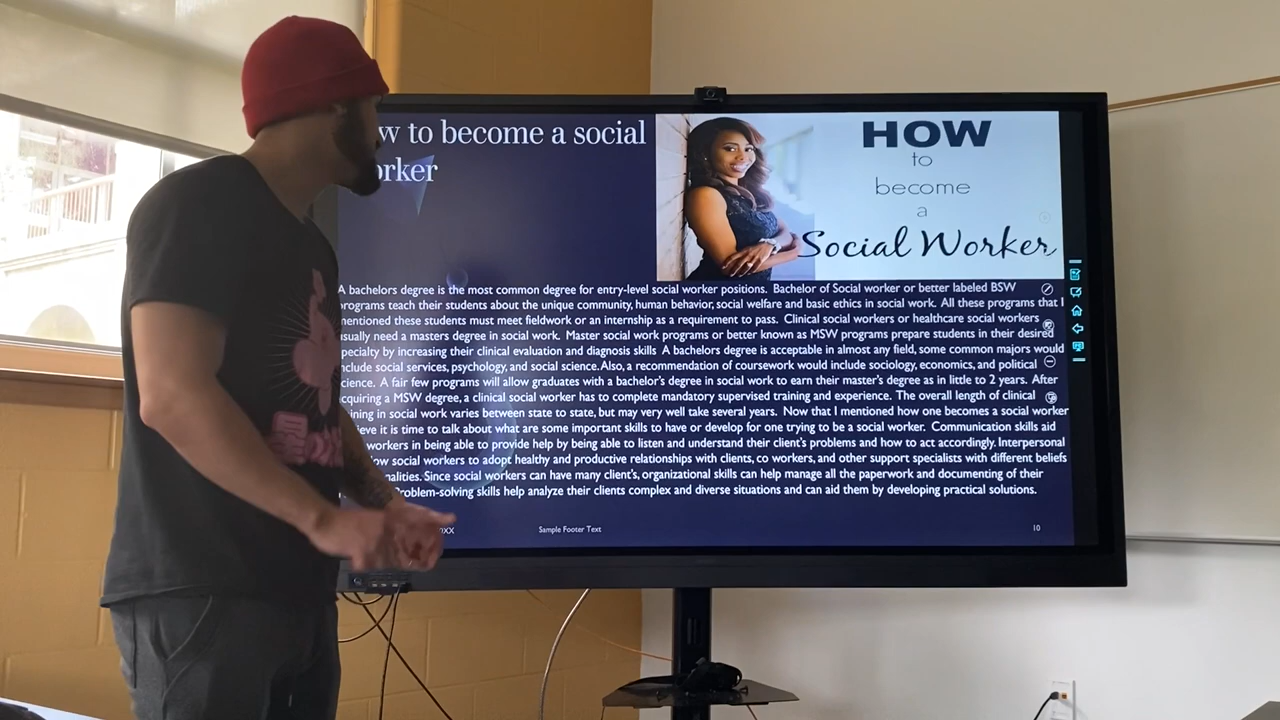 to become a social
HOW
to
become
a
Social Worker
A bachelors degree is the most common degree for entry-level social worker positions. Bachelor of Social worker or better labeled BSW
programs teach their students about the unique community, human behavior, social welfare and basic ethics in social work. All these programs that I
mentioned these students must meet fieldwork or an internship as a requirement to pass. Clinical social workers or healthcare social workers
usually need a masters degree in social work. Master social work programs or better known as MSW programs prepare students in their desired
specialty by increasing their clinical evaluation and diagnosis skills A bachelors degree is acceptable in almost any field, some common majors would
include social services, psychology, and social science. Also, a recommendation of coursework would include sociology, economics, and political
science. A fair few programs will allow graduates with a bachelor's degree in social work to earn their master's degree as in little to 2 years. After
acquiring a MSW degree, a clinical social worker has to complete mandatory supervised training and experience. The overall length of clinical
training in social work varies between state to state, but may very well take several years. Now that I mentioned how one becomes a social worker
it is time to talk about what are some important skills to have or develop for one trying to be a social worker. Communication skills aid
workers in being able to provide help by being able to listen and understand their client's problems and how to act accordingly. Interpersonal
social workers to adopt healthy and productive relationships with clients, co workers, and other support specialists with different beliefs
Since social workers can have many client's, organizational skills can help manage all the paperwork and documenting of their
Problem-solving skills help analyze their clients complex and diverse situations and can aid them by developing practical solutions.
Sample Footer Text
10